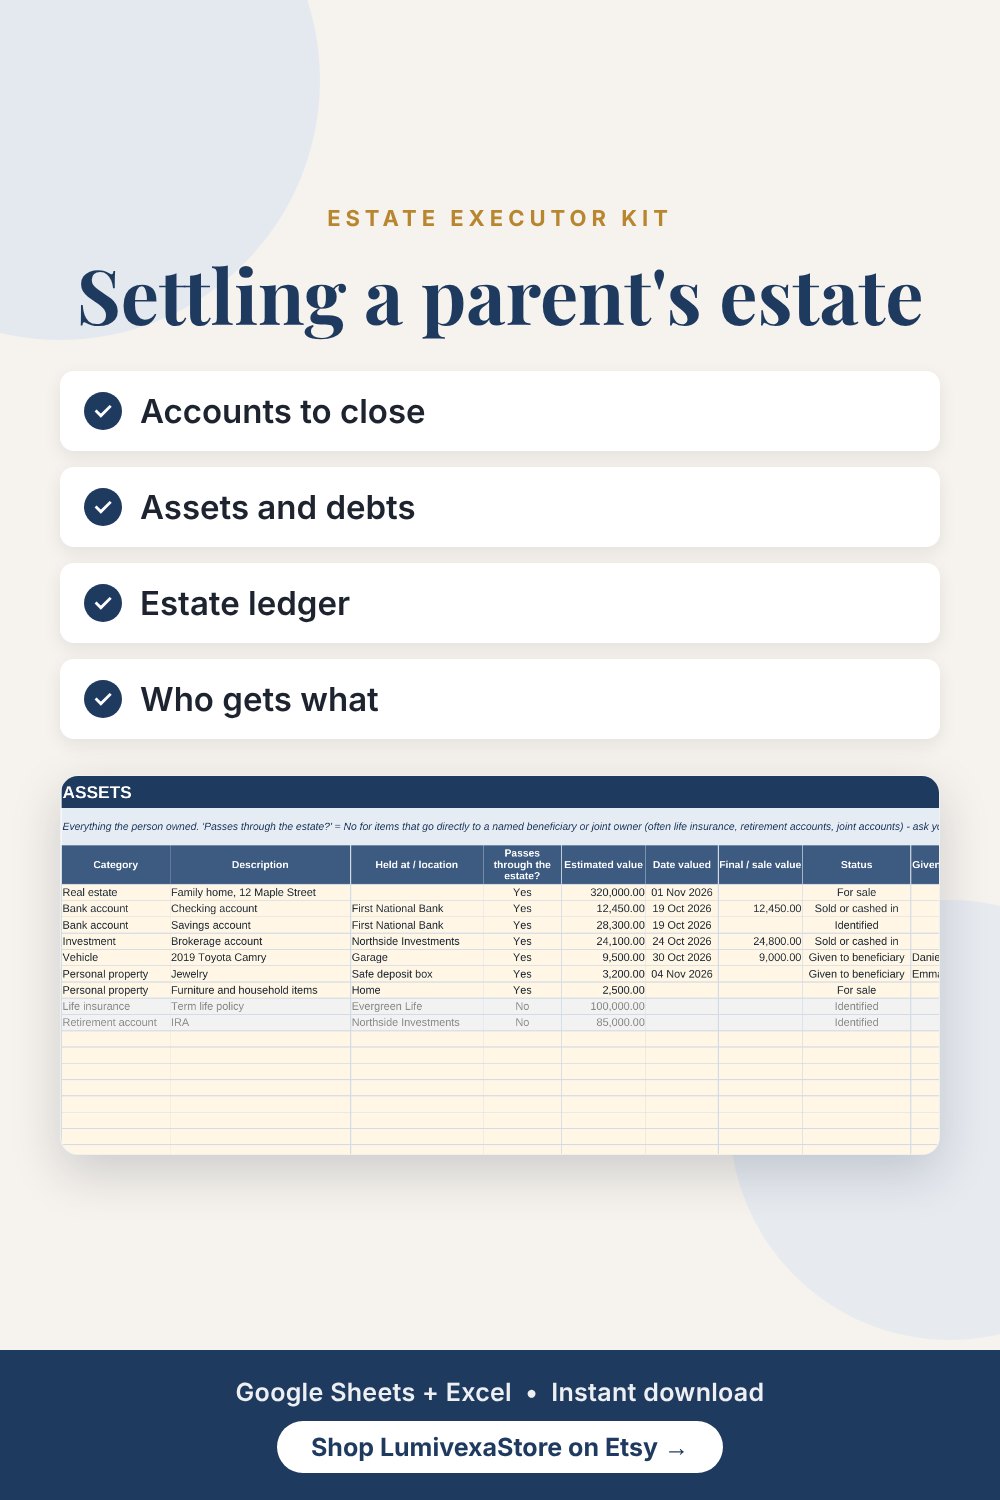 ESTATE EXECUTOR KIT
Settling a parent's estate
Accounts to close
Assets and debts
Estate ledger
Who gets what
ASSETS
Everything the person owned. 'Passes through the estate?' = No for items that go directly to a named beneficiary or joint owner (often life insurance, retirement accounts, joint accounts) - ask
Category Description Held at / location Passes through the estate? Estimated value Date valued Final / sale value Status
Real estate Family home, 12 Maple Street Yes 320,000.00 01 Nov 2026 For sale
Bank account Checking account First National Bank Yes 12,450.00 19 Oct 2026 12,450.00 Sold or cashed in
Bank account Savings account First National Bank Yes 28,300.00 19 Oct 2026 Identified
Investment Brokerage account Northside Investments Yes 24,100.00 24 Oct 2026 24,800.00 Sold or cashed in
Vehicle 2019 Toyota Camry Garage Yes 9,500.00 30 Oct 2026 9,000.00 Given to beneficiary
Personal property Jewelry Safe deposit box Yes 3,200.00 04 Nov 2026 Given to beneficiary
Personal property Furniture and household items Home Yes 2,500.00 For sale
Life insurance Term life policy Evergreen Life No 100,000.00 Identified
Retirement account IRA Northside Investments No 85,000.00 Identified
Google Sheets + Excel • Instant download
Shop LumivexaStore on Etsy →